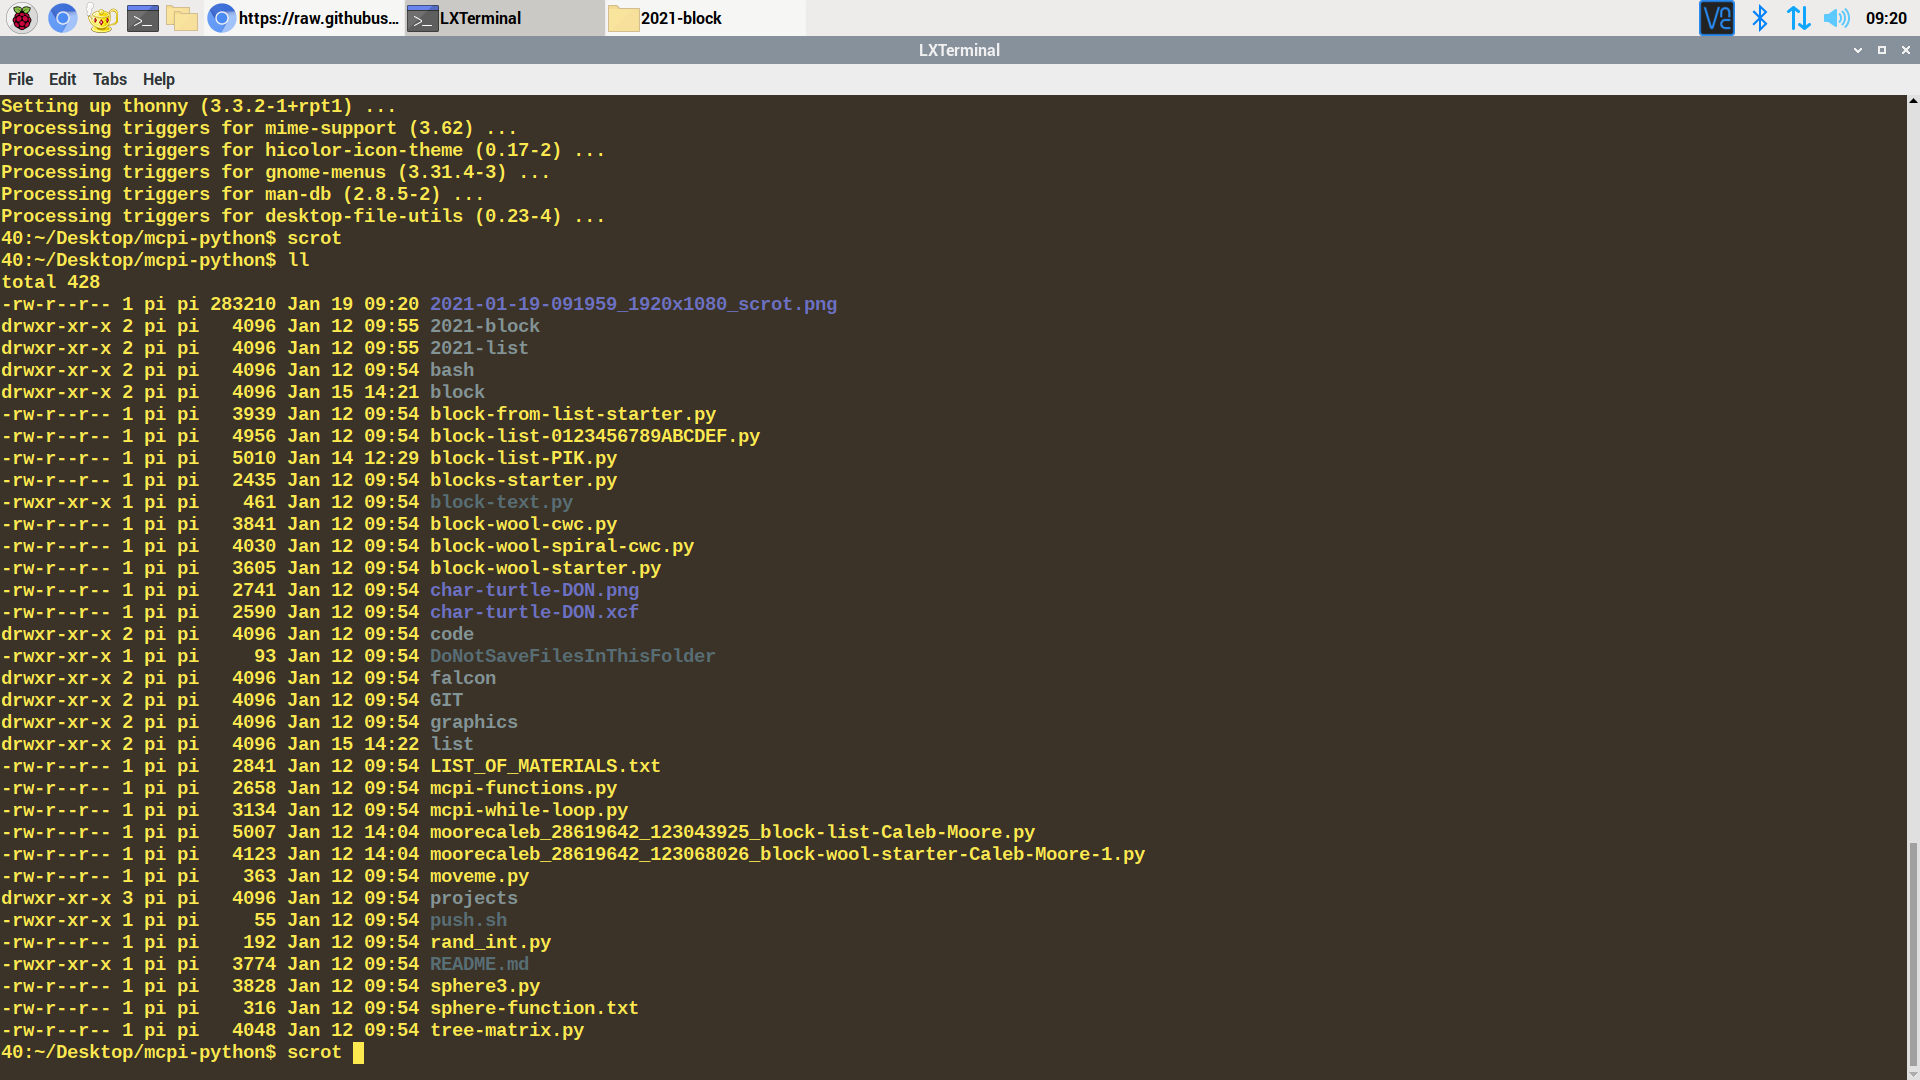 https://raw.githubus... LXTerminal 2021-block 09:20
LXTerminal
File Edit Tabs Help
Setting up thonny (3.3.2-1+rpt1) ...
Processing triggers for mime-support (3.62) ...
Processing triggers for hicolor-icon-theme (0.17-2) ...
Processing triggers for gnome-menus (3.31.4-3) ...
Processing triggers for man-db (2.8.5-2) ...
Processing triggers for desktop-file-utils (0.23-4) ...
40:~/Desktop/mcpi-python$ scrot
40:~/Desktop/mcpi-python$ ll
total 428
-rw-r--r-- 1 pi pi 283210 Jan 19 09:20 2021-01-19-091959_1920x1080_scrot.png
drwxr-xr-x 2 pi pi   4096 Jan 12 09:55 2021-block
drwxr-xr-x 2 pi pi   4096 Jan 12 09:55 2021-list
drwxr-xr-x 2 pi pi   4096 Jan 12 09:54 bash
drwxr-xr-x 2 pi pi   4096 Jan 15 14:21 block
-rw-r--r-- 1 pi pi   3939 Jan 12 09:54 block-from-list-starter.py
-rw-r--r-- 1 pi pi   4956 Jan 12 09:54 block-list-0123456789ABCDEF.py
-rw-r--r-- 1 pi pi   5010 Jan 14 12:29 block-list-PIK.py
-rw-r--r-- 1 pi pi   2435 Jan 12 09:54 blocks-starter.py
-rwxr-xr-x 1 pi pi    461 Jan 12 09:54 block-text.py
-rw-r--r-- 1 pi pi   3841 Jan 12 09:54 block-wool-cwc.py
-rw-r--r-- 1 pi pi   4030 Jan 12 09:54 block-wool-spiral-cwc.py
-rw-r--r-- 1 pi pi   3605 Jan 12 09:54 block-wool-starter.py
-rw-r--r-- 1 pi pi   2741 Jan 12 09:54 char-turtle-DON.png
-rw-r--r-- 1 pi pi   2590 Jan 12 09:54 char-turtle-DON.xcf
drwxr-xr-x 2 pi pi   4096 Jan 12 09:54 code
-rwxr-xr-x 1 pi pi     93 Jan 12 09:54 DoNotSaveFilesInThisFolder
drwxr-xr-x 2 pi pi   4096 Jan 12 09:54 falcon
drwxr-xr-x 2 pi pi   4096 Jan 12 09:54 GIT
drwxr-xr-x 2 pi pi   4096 Jan 12 09:54 graphics
drwxr-xr-x 2 pi pi   4096 Jan 15 14:22 list
-rw-r--r-- 1 pi pi   2841 Jan 12 09:54 LIST_OF_MATERIALS.txt
-rw-r--r-- 1 pi pi   2658 Jan 12 09:54 mcpi-functions.py
-rw-r--r-- 1 pi pi   3134 Jan 12 09:54 mcpi-while-loop.py
-rw-r--r-- 1 pi pi   5007 Jan 12 14:04 moorecaleb_28619642_123043925_block-list-Caleb-Moore.py
-rw-r--r-- 1 pi pi   4123 Jan 12 14:04 moorecaleb_28619642_123068026_block-wool-starter-Caleb-Moore-1.py
-rw-r--r-- 1 pi pi    363 Jan 12 09:54 moveme.py
drwxr-xr-x 3 pi pi   4096 Jan 12 09:54 projects
-rwxr-xr-x 1 pi pi     55 Jan 12 09:54 push.sh
-rw-r--r-- 1 pi pi    192 Jan 12 09:54 rand_int.py
-rwxr-xr-x 1 pi pi   3774 Jan 12 09:54 README.md
-rw-r--r-- 1 pi pi   3828 Jan 12 09:54 sphere3.py
-rw-r--r-- 1 pi pi    316 Jan 12 09:54 sphere-function.txt
-rw-r--r-- 1 pi pi   4048 Jan 12 09:54 tree-matrix.py
40:~/Desktop/mcpi-python$ scrot